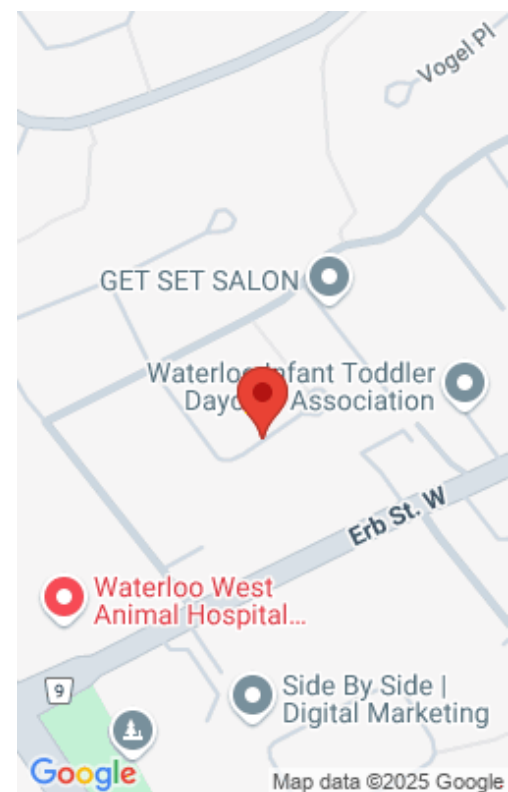 Vogel Pl
GET SET SALON
Waterloo Infant Toddler
Daycare Association
Erb St. W
Waterloo West
Animal Hospital...
9
Side By Side |
Digital Marketing
Google
Map data ©2025 Google